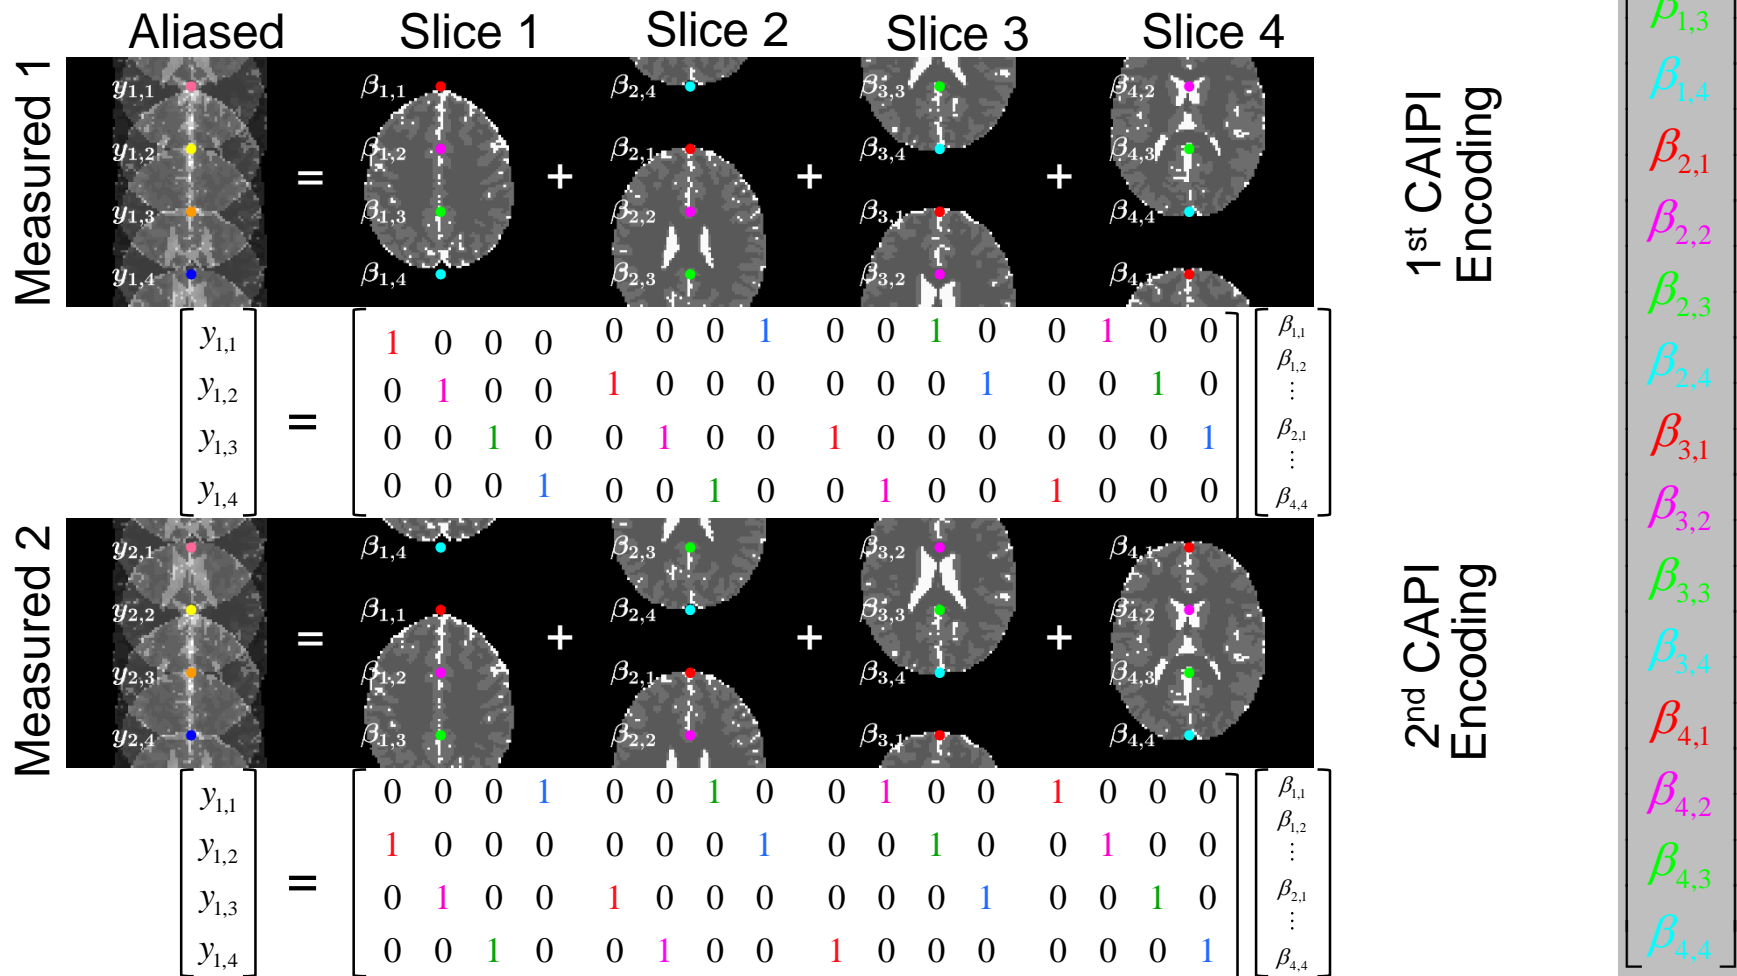 Aliased Slice 1 Slice 2 Slice 3 Slice 4
Measured 1
y1,1 β1,1 β2,4 β3,3 β4,2
y1,2 β1,2 β2,1 β3,4 β4,3
= + + +
y1,3 β1,3 β2,2 β3,1 β4,4
y1,4 β1,4 β2,3 β3,2 β4,1
1st CAIPI
Encoding
y1,1 1 0 0 0 0 0 0 1 0 0 1 0 0 1 0 0 β1,1
β1,2
y1,2 0 1 0 0 1 0 0 0 0 0 0 1 0 0 1 0 ⋮
=
y1,3 0 0 1 0 0 1 0 0 1 0 0 0 0 0 0 1 β2,1
⋮
y1,4 0 0 0 1 0 0 1 0 0 1 0 0 1 0 0 0 β4,4
Measured 2
y2,1 β1,4 β2,3 β3,2 β4,1
y2,2 β1,1 β2,4 β3,3 β4,2
= + + +
y2,3 β1,2 β2,1 β3,4 β4,3
y2,4 β1,3 β2,2 β3,1 β4,4
2nd CAPI
Encoding
y1,1 0 0 0 1 0 0 1 0 0 1 0 0 1 0 0 0 β1,1
β1,2
y1,2 1 0 0 0 0 0 0 1 0 0 1 0 0 1 0 0 ⋮
=
y1,3 0 1 0 0 1 0 0 0 0 0 0 1 0 0 1 0 β2,1
⋮
y1,4 0 0 1 0 0 1 0 0 1 0 0 0 0 0 0 1 β4,4
β1,3
β1,4
β2,1
β2,2
β2,3
β2,4
β3,1
β3,2
β3,3
β3,4
β4,1
β4,2
β4,3
β4,4